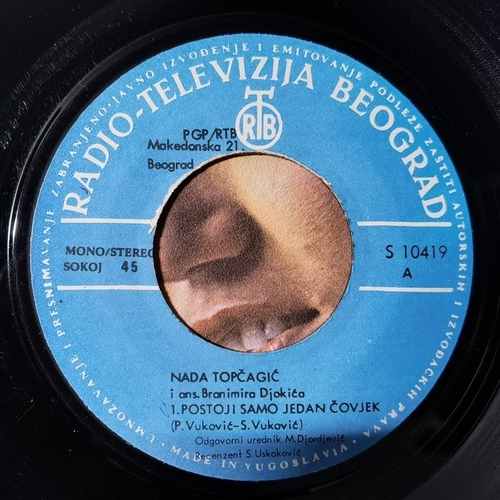 UMNOŽAVANJE I PRESNIMAVANJE ZABRANJENO·JAVNO IZVOĐENJE I EMITOVANJE PODLEŽE ZAŠTITI AUTORSKIH I IZVOĐAČKIH PRAVA
RADIO-TELEVIZIJA BEOGRAD
RTB
PGP/RTB
Makedonska 21
Beograd
MONO/STEREO
SOKOJ 45
S 10419
A
NADA TOPČAGIĆ
i ans. Branimira Djokića
1. POSTOJI SAMO JEDAN ČOVJEK
(P. Vuković-S. Vuković)
Odgovorni urednik M. Djordjević
Recenzent S. Uskoković
MADE IN YUGOSLAVIA